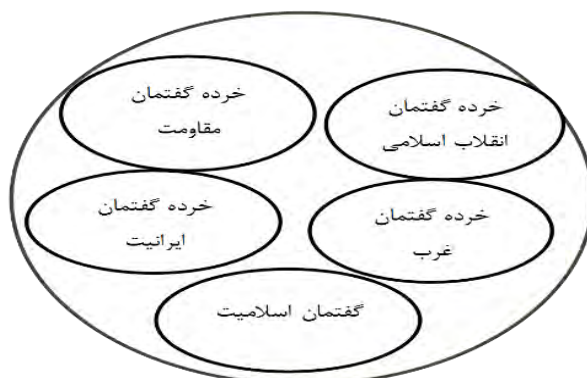 خرده گفتمان
انقلاب اسلامی
خرده گفتمان
مقاومت
خرده گفتمان
غرب
خرده گفتمان
ایرانیت
گفتمان اسلامیت